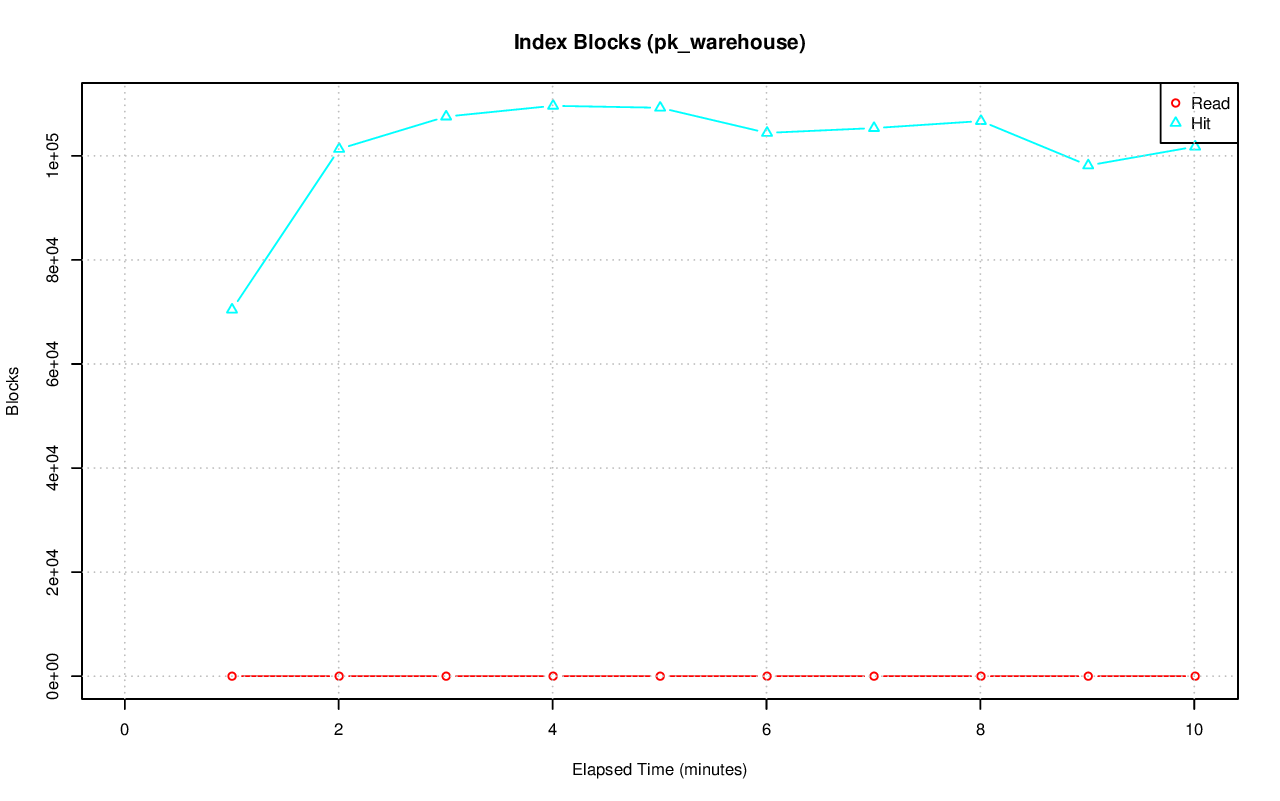 Index Blocks (pk_warehouse)
Read
Hit
1e+05
8e+04
6e+04
4e+04
2e+04
0e+00
Blocks
0 2 4 6 8 10
Elapsed Time (minutes)